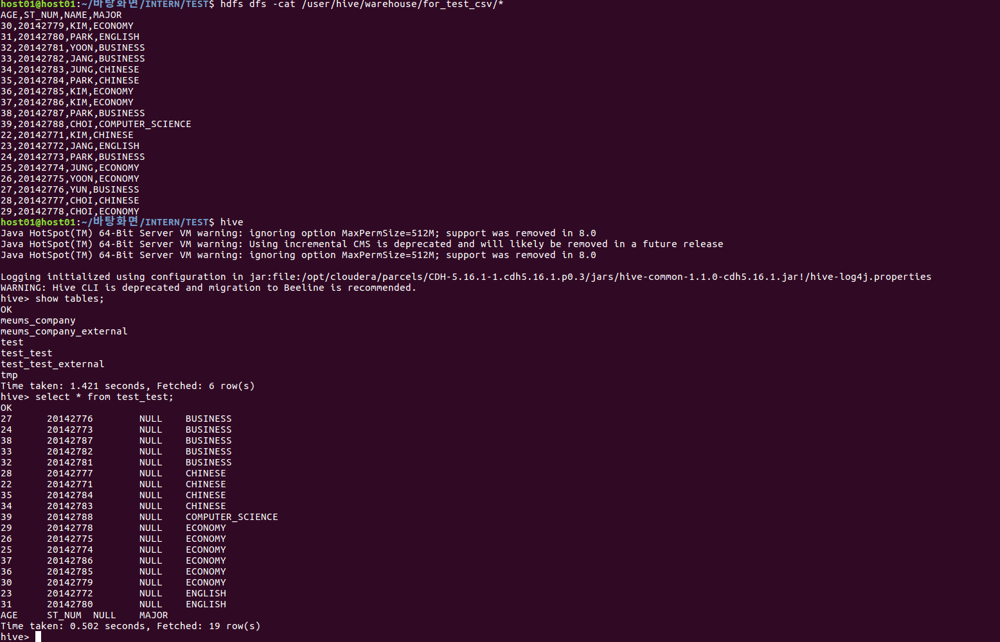 host01@host01:~/바탕화면/INTERN/TEST$ hdfs dfs -cat /user/hive/warehouse/for_test_csv/*
AGE,ST_NUM,NAME,MAJOR
30,20142779,KIM,ECONOMY
31,20142780,PARK,ENGLISH
32,20142781,YOON,BUSINESS
33,20142782,JANG,BUSINESS
34,20142783,JUNG,CHINESE
35,20142784,PARK,CHINESE
36,20142785,KIM,ECONOMY
37,20142786,KIM,ECONOMY
38,20142787,PARK,BUSINESS
39,20142788,CHOI,COMPUTER_SCIENCE
22,20142771,KIM,CHINESE
23,20142772,JANG,ENGLISH
24,20142773,PARK,BUSINESS
25,20142774,JUNG,ECONOMY
26,20142775,YOON,ECONOMY
27,20142776,YUN,BUSINESS
28,20142777,CHOI,CHINESE
29,20142778,CHOI,ECONOMY
host01@host01:~/바탕화면/INTERN/TEST$ hive
Java HotSpot(TM) 64-Bit Server VM warning: ignoring option MaxPermSize=512M; support was removed in 8.0
Java HotSpot(TM) 64-Bit Server VM warning: Using incremental CMS is deprecated and will likely be removed in a future release
Java HotSpot(TM) 64-Bit Server VM warning: ignoring option MaxPermSize=512M; support was removed in 8.0
Logging initialized using configuration in jar:file:/opt/cloudera/parcels/CDH-5.16.1-1.cdh5.16.1.p0.3/jars/hive-common-1.1.0-cdh5.16.1.jar!/hive-log4j.properties
WARNING: Hive CLI is deprecated and migration to Beeline is recommended.
hive> show tables;
OK
meums_company
meums_company_external
test
test_test
test_test_external
tmp
Time taken: 1.421 seconds, Fetched: 6 row(s)
hive> select * from test_test;
OK
27 20142776 NULL BUSINESS
24 20142773 NULL BUSINESS
38 20142787 NULL BUSINESS
33 20142782 NULL BUSINESS
32 20142781 NULL BUSINESS
28 20142777 NULL CHINESE
22 20142771 NULL CHINESE
35 20142784 NULL CHINESE
34 20142783 NULL CHINESE
39 20142788 NULL COMPUTER_SCIENCE
29 20142778 NULL ECONOMY
26 20142775 NULL ECONOMY
25 20142774 NULL ECONOMY
37 20142786 NULL ECONOMY
36 20142785 NULL ECONOMY
30 20142779 NULL ECONOMY
23 20142772 NULL ENGLISH
31 20142780 NULL ENGLISH
AGE ST_NUM NULL MAJOR
Time taken: 0.502 seconds, Fetched: 19 row(s)
hive>